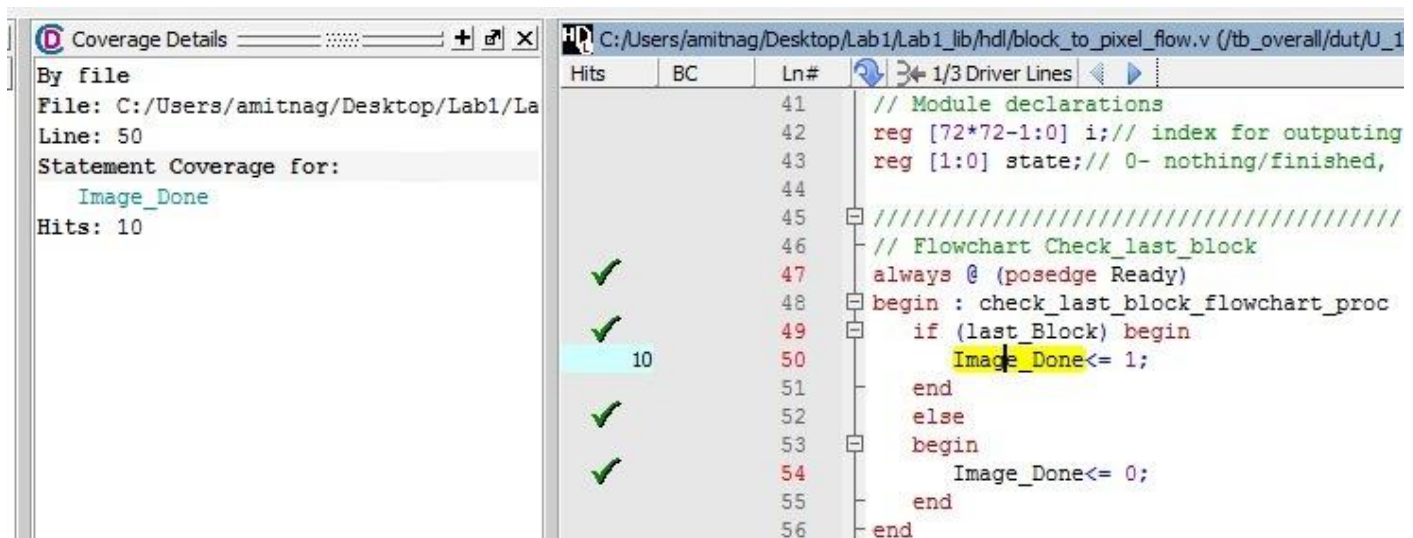 Coverage Details
By file
File: C:/Users/amitnag/Desktop/Lab1/La
Line: 50
Statement Coverage for:
Image_Done
Hits: 10
C:/Users/amitnag/Desktop/Lab1/Lab1_lib/hdl/block_to_pixel_flow.v (/tb_overall/dut/U_1
Hits BC Ln# 1/3 Driver Lines
41 // Module declarations
42 reg [72*72-1:0] i;// index for outputing
43 reg [1:0] state;// 0- nothing/finished,
44
45 ////////////////////////////////////////
46 // Flowchart Check_last_block
47 always @ (posedge Ready)
48 begin : check_last_block_flowchart_proc
49 if (last_Block) begin
10 50 Image_Done<= 1;
51 end
52 else
53 begin
54 Image_Done<= 0;
55 end
56 end